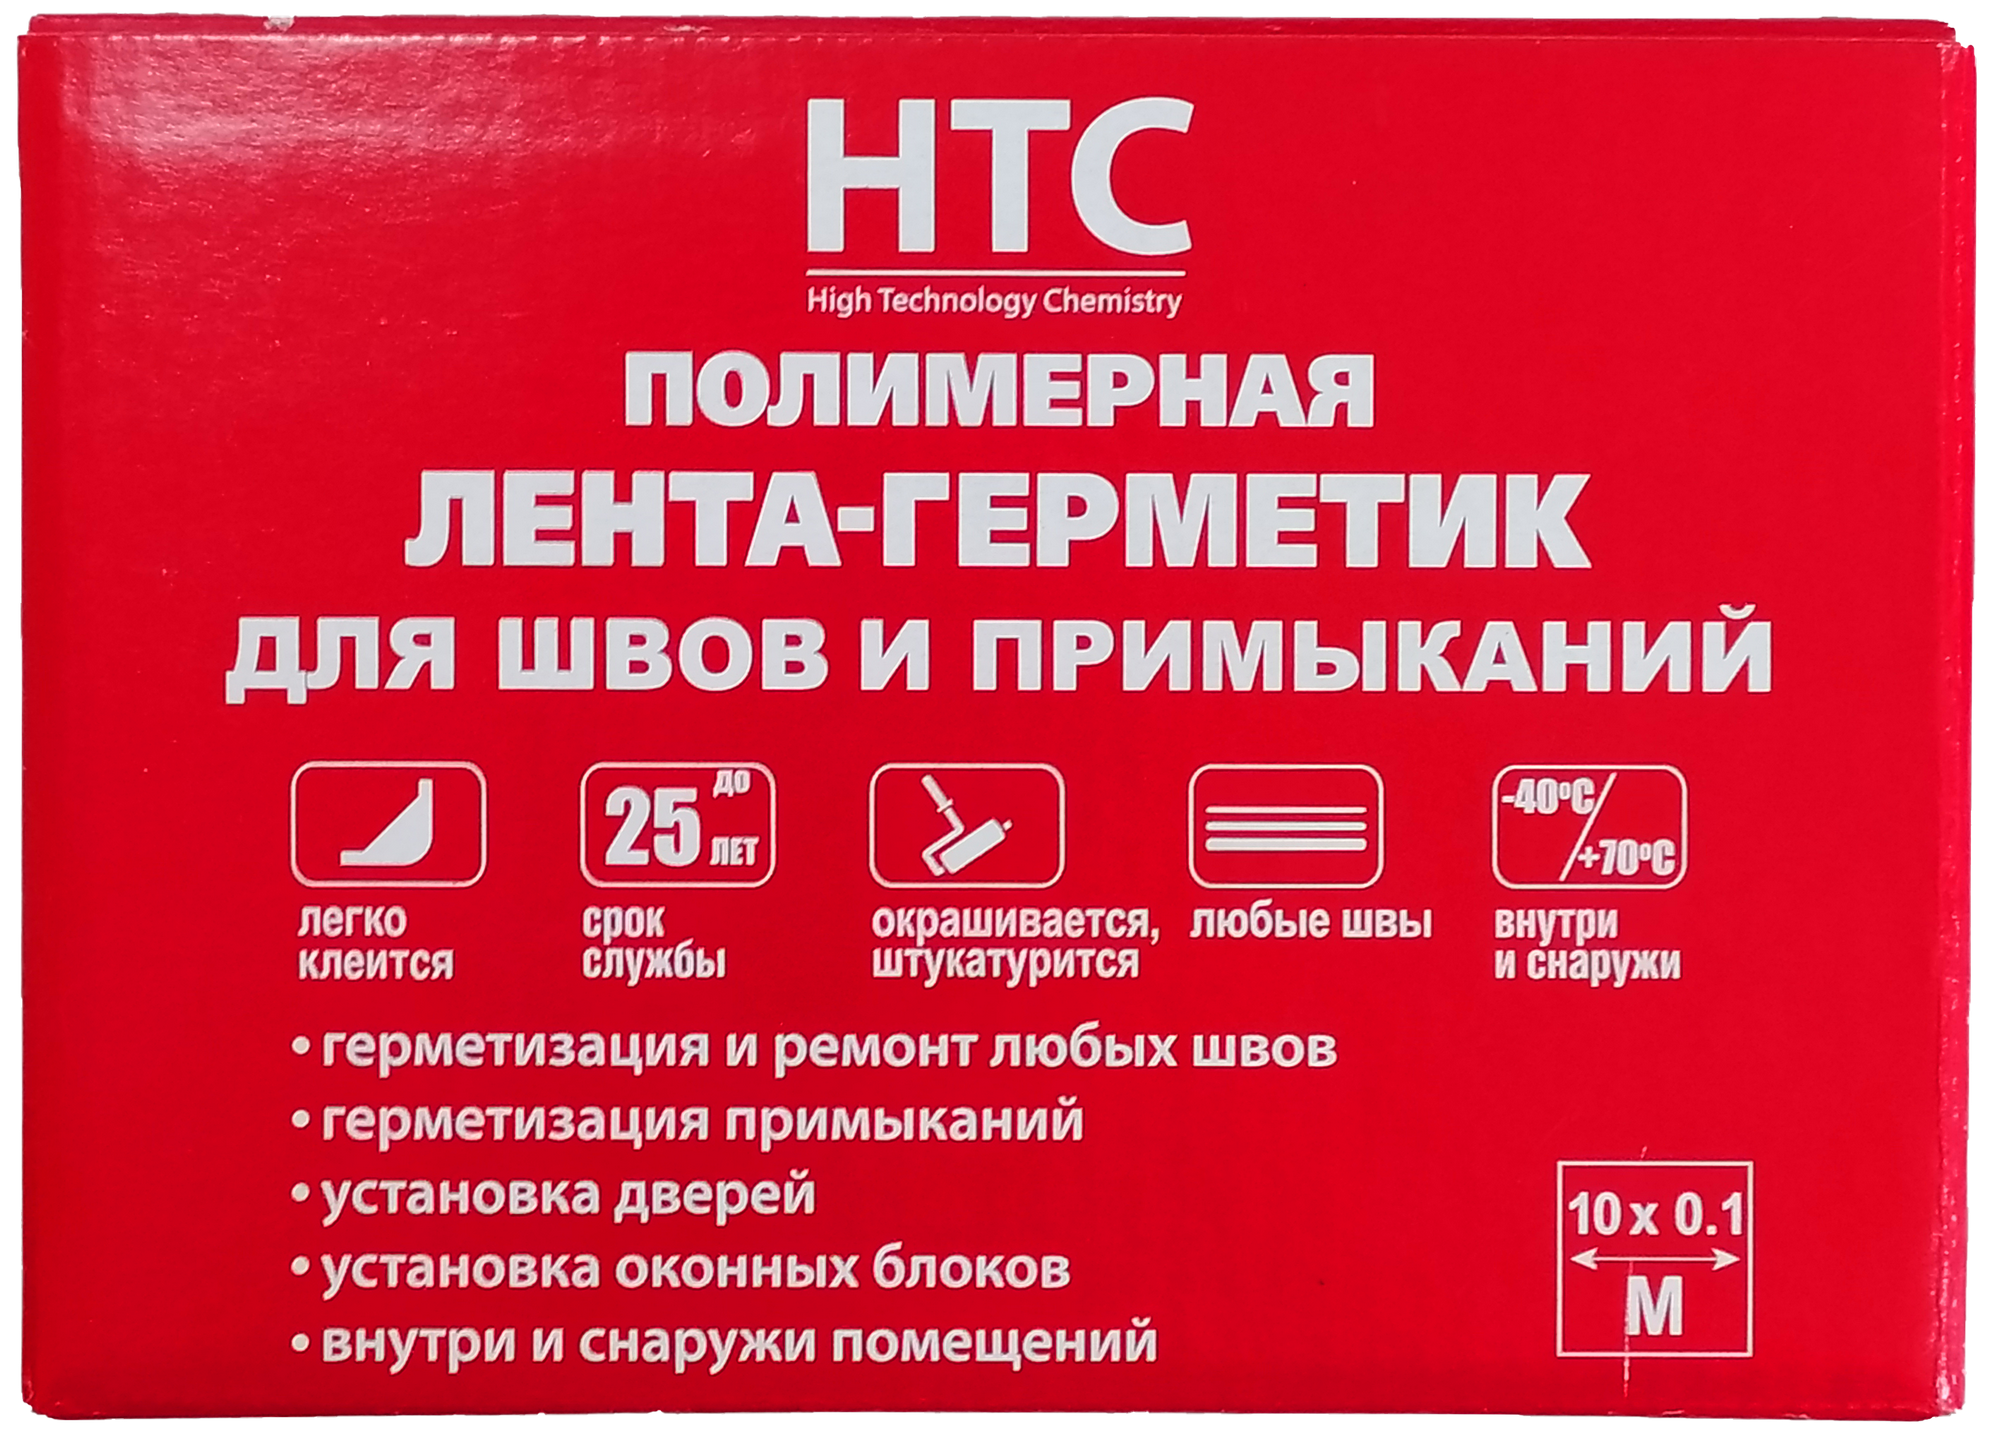 HTC
High Technology Chemistry
ПОЛИМЕРНАЯ
ЛЕНТА-ГЕРМЕТИК
ДЛЯ ШВОВ И ПРИМЫКАНИЙ
легко
клеится
25 ДО ЛЕТ
срок
службы
окрашивается,
штукатурится
любые швы
-40°C/
/+70°C
внутри
и снаружи
• герметизация и ремонт любых швов
• герметизация примыканий
• установка дверей
• установка оконных блоков
• внутри и снаружи помещений
10 x 0.1
М